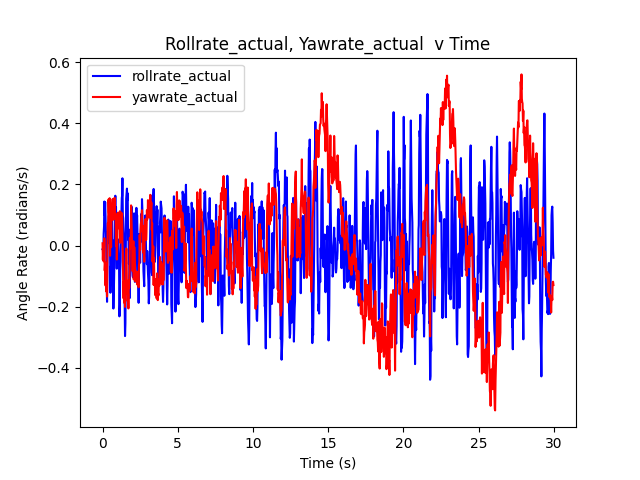 Rollrate_actual, Yawrate_actual  v Time
rollrate_actual
yawrate_actual
Angle Rate (radians/s)
0.6
0.4
0.2
0.0
−0.2
−0.4
0 5 10 15 20 25 30
Time (s)